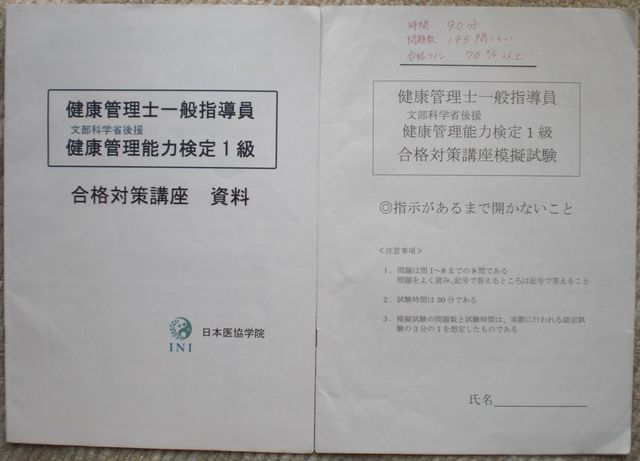 健康管理士一般指導員
文部科学省後援
健康管理能力検定1級
合格対策講座 資料
INI 日本医協学院
時間 90分
問題数 195問くらい
合格ライン 70%以上
健康管理士一般指導員
文部科学省後援
健康管理能力検定1級
合格対策講座模擬試験
◎指示があるまで開かないこと
≪注意事項≫
1．問題は問1～8までの8問である
問題をよく読み、記号で答えるところは記号で答えること
2．試験時間は30分である
3．模擬試験の問題数と試験時間は、実際に行われる認定試
験の3分の1を想定したものである
氏名